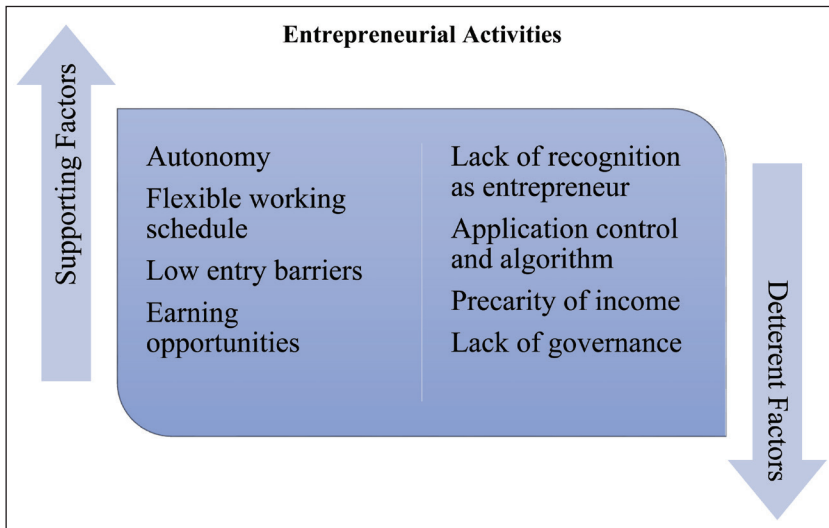 Entrepreneurial Activities
Supporting Factors
Autonomy
Flexible working
schedule
Low entry barriers
Earning
opportunities
Lack of recognition
as entrepreneur
Application control
and algorithm
Precarity of income
Lack of governance
Detterent Factors